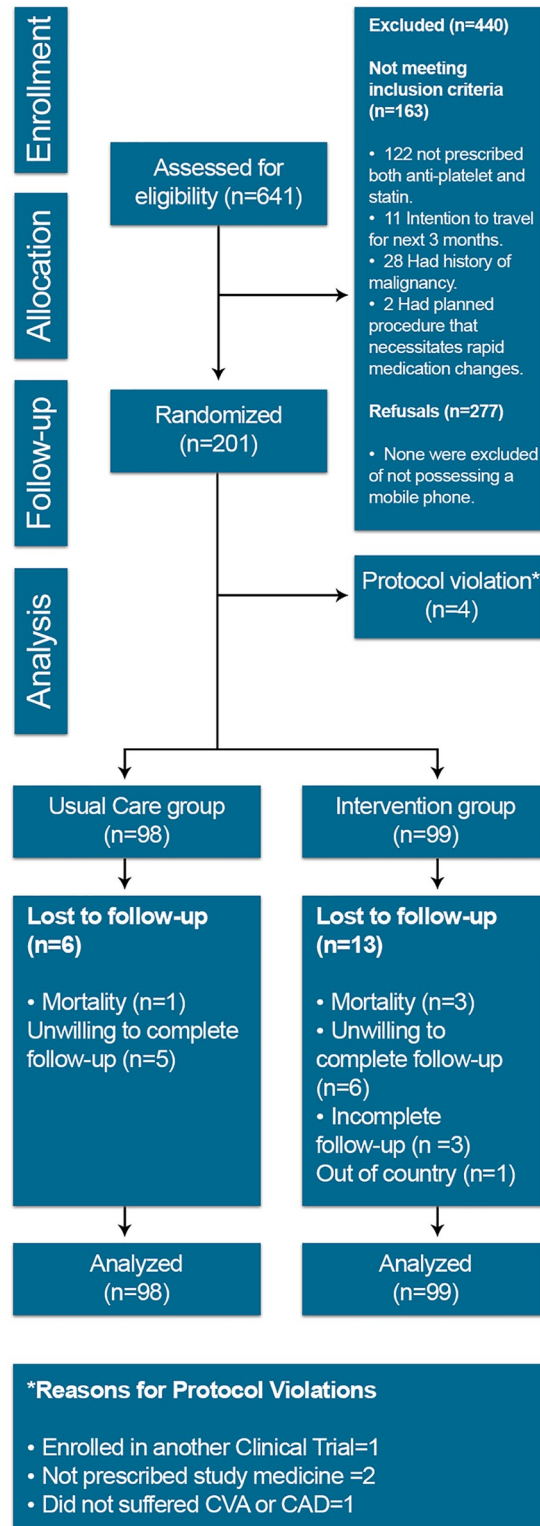 Enrollment
Allocation
Follow-up
Analysis
Assessed for
eligibility (n=641)
Excluded (n=440)
Not meeting
inclusion criteria
(n=163)
• 122 not prescribed
both anti-platelet and
statin.
• 11 Intention to travel
for next 3 months.
• 28 Had history of
malignancy.
• 2 Had planned
procedure that
necessitates rapid
medication changes.
Refusals (n=277)
• None were excluded
of not possessing a
mobile phone.
Randomized
(n=201)
Protocol violation*
(n=4)
Usual Care group
(n=98)
Intervention group
(n=99)
Lost to follow-up
(n=6)
• Mortality (n=1)
Unwilling to complete
follow-up (n=5)
Lost to follow-up
(n=13)
• Mortality (n=3)
• Unwilling to
complete follow-up
(n=6)
• Incomplete
follow-up (n =3)
Out of country (n=1)
Analyzed
(n=98)
Analyzed
(n=99)
*Reasons for Protocol Violations
• Enrolled in another Clinical Trial=1
• Not prescribed study medicine =2
• Did not suffered CVA or CAD=1